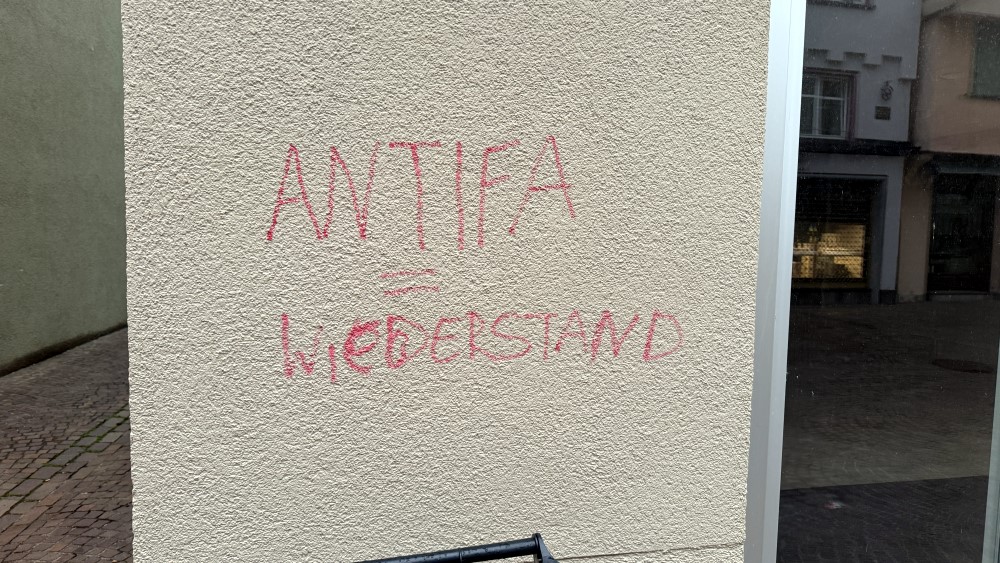 ANTIFA
=
WIEDERSTAND